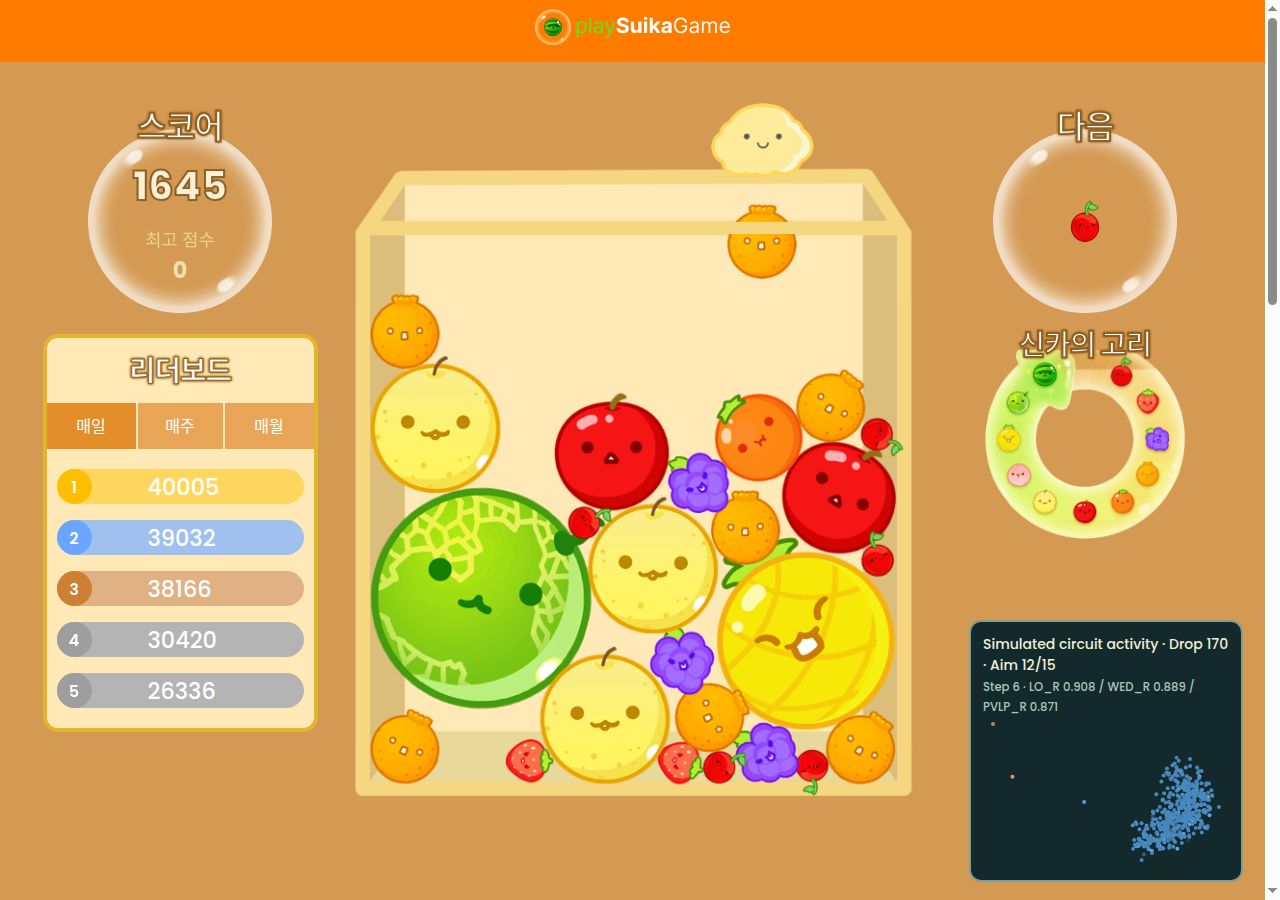 playSuikaGame
스코어
1645
최고 점수
0
다음
신카의 고리
리더보드
매일 매주 매월
1 40005
2 39032
3 38166
4 30420
5 26336
Simulated circuit activity · Drop 170
· Aim 12/15
Step 6 · LO_R 0.908 / WED_R 0.889 /
PVLP_R 0.871